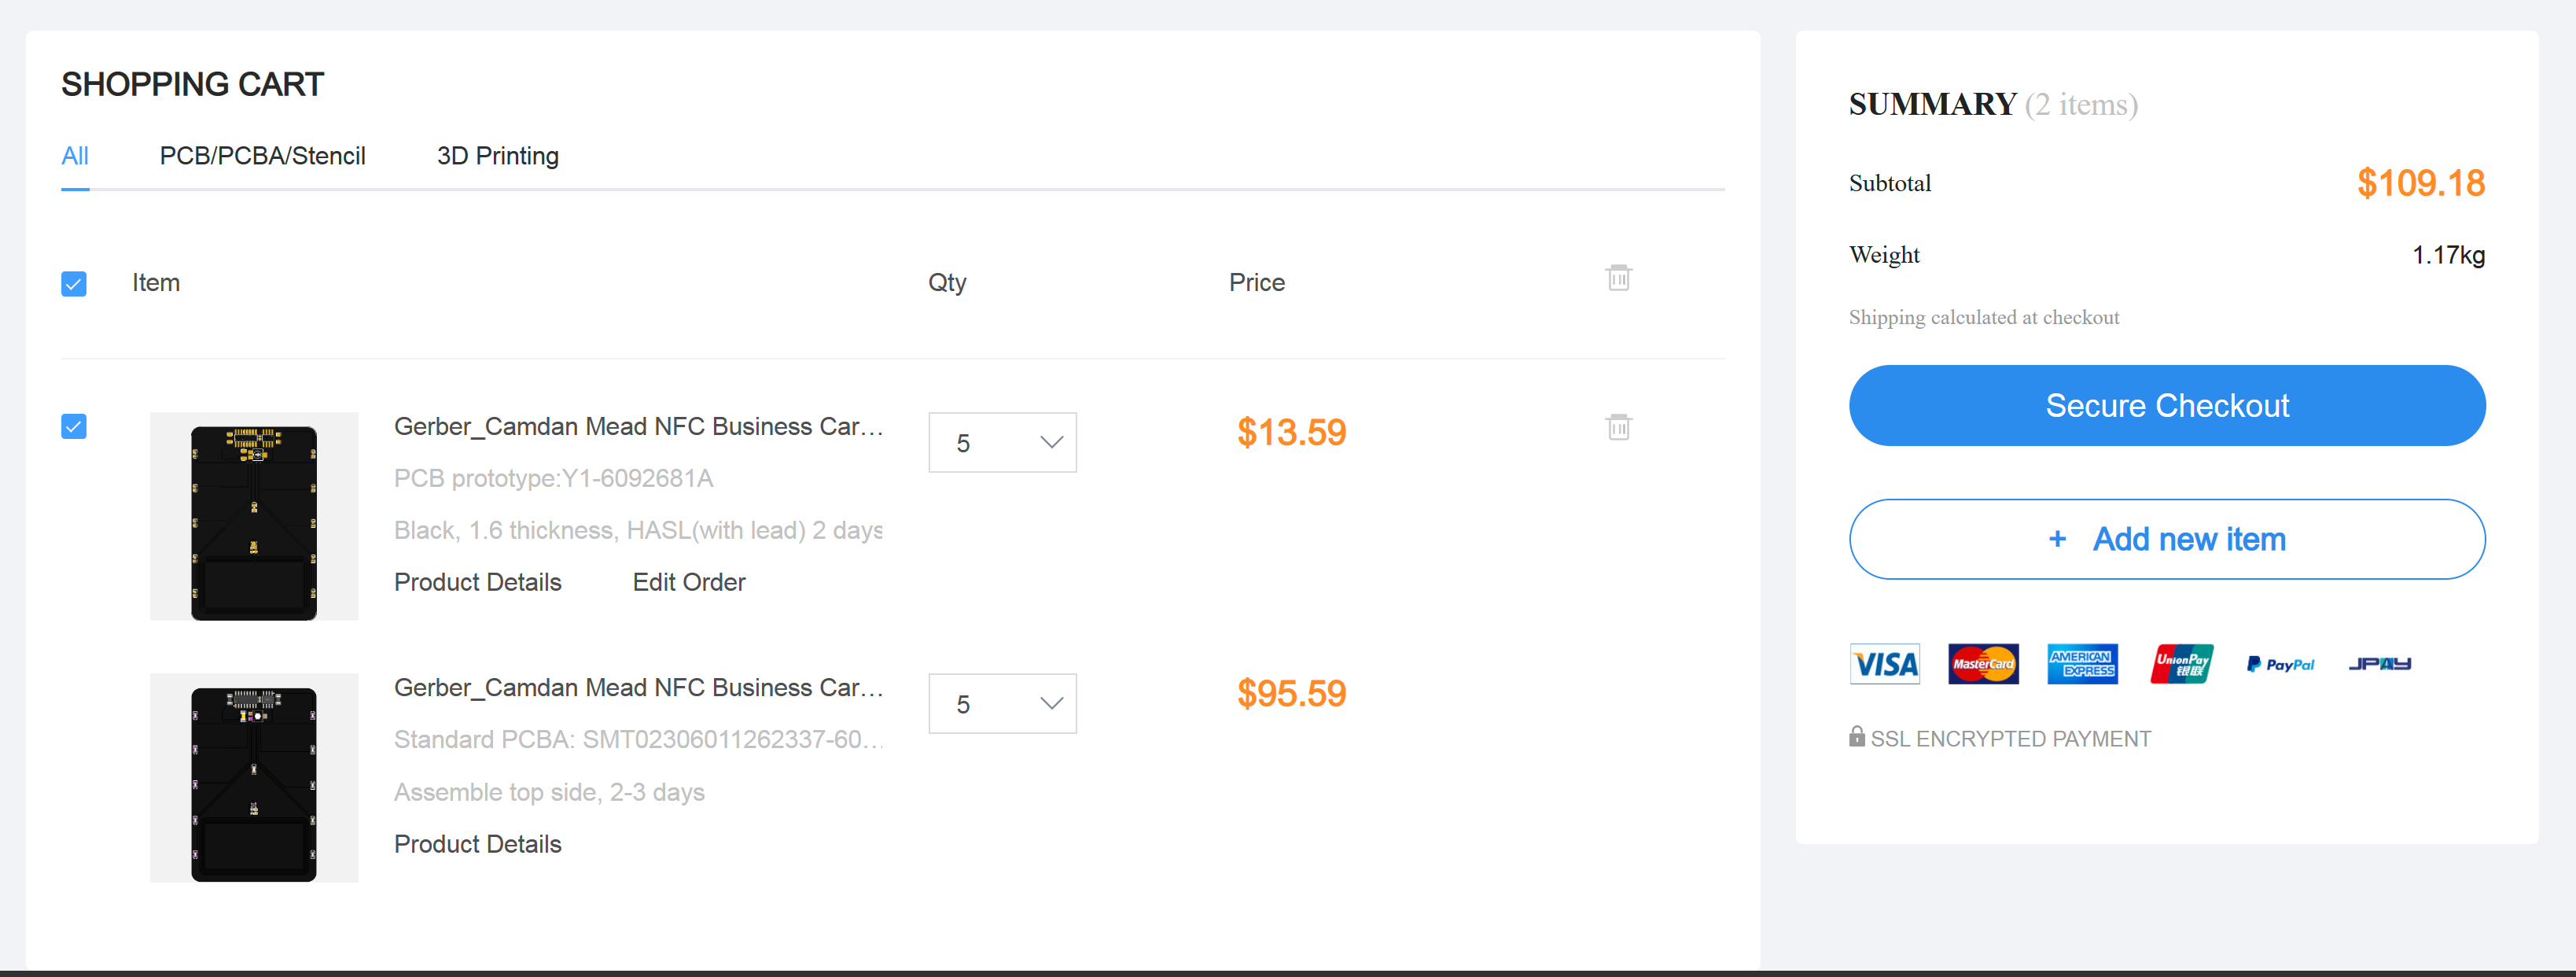 SHOPPING CART
All PCB/PCBA/Stencil 3D Printing
Item Qty Price
Gerber_Camdan Mead NFC Business Car... 5 $13.59
PCB prototype:Y1-6092681A
Black, 1.6 thickness, HASL(with lead) 2 days
Product Details Edit Order
Gerber_Camdan Mead NFC Business Car... 5 $95.59
Standard PCBA: SMT02306011262337-60...
Assemble top side, 2-3 days
Product Details
SUMMARY (2 items)
Subtotal $109.18
Weight 1.17kg
Shipping calculated at checkout
Secure Checkout
+ Add new item
VISA MasterCard AMERICAN EXPRESS UnionPay 银联 PayPal JPAY
SSL ENCRYPTED PAYMENT